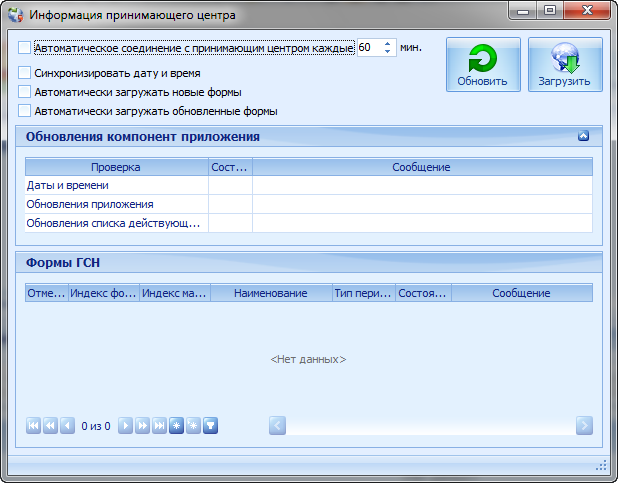 Информация принимающего центра
Автоматическое соединение с принимающим центром каждые 60 мин.
Синхронизировать дату и время
Автоматически загружать новые формы
Автоматически загружать обновленные формы
Обновить
Загрузить
Обновления компонент приложения
Проверка Сост... Сообщение
Даты и времени
Обновления приложения
Обновления списка действующ...
Формы ГСН
Отме... Индекс фо... Индекс ма... Наименование Тип пери... Состоя... Сообщение
<Нет данных>
0 из 0